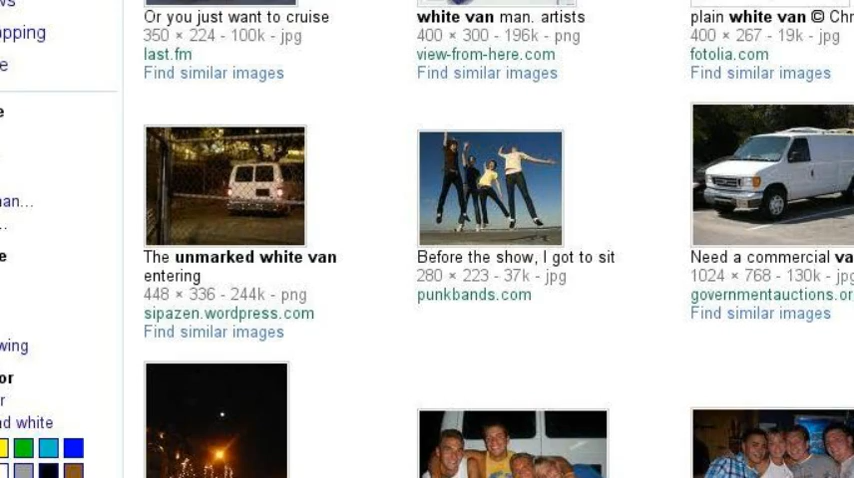 apping
e
e
nan...
e
wing
or
r
nd white
Or you just want to cruise
350 × 224 - 100k - jpg
last.fm
Find similar images
white van man. artists
400 × 300 - 196k - png
view-from-here.com
Find similar images
plain white van © Chr
400 × 267 - 19k - jpg
fotolia.com
Find similar images
The unmarked white van
entering
448 × 336 - 244k - png
sipazen.wordpress.com
Find similar images
Before the show, I got to sit
280 × 223 - 37k - jpg
punkbands.com
Need a commercial va
1024 × 768 - 130k - jpg
governmentauctions.or
Find similar images